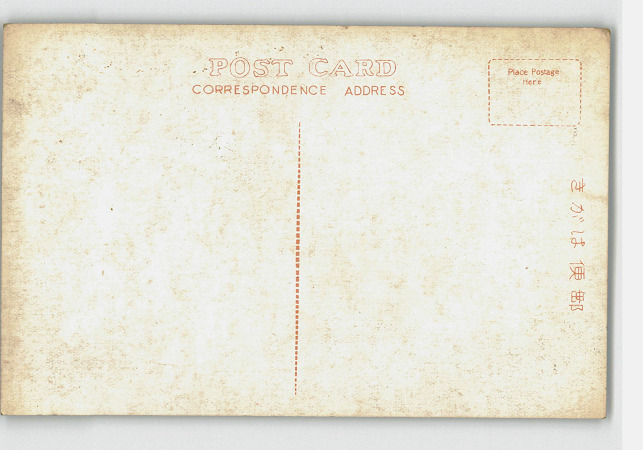 POST CARD
CORRESPONDENCE ADDRESS
Place Postage
Here
郵便はがき